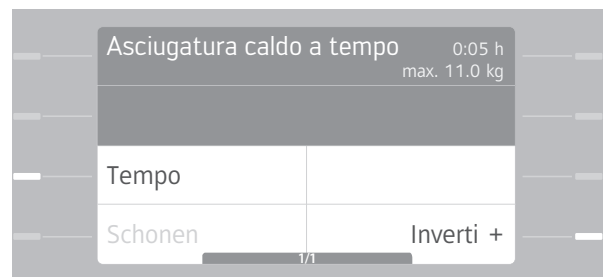 Asciugatura caldo a tempo 0:05 h
max. 11.0 kg
Tempo
Schonen Inverti +
1/1